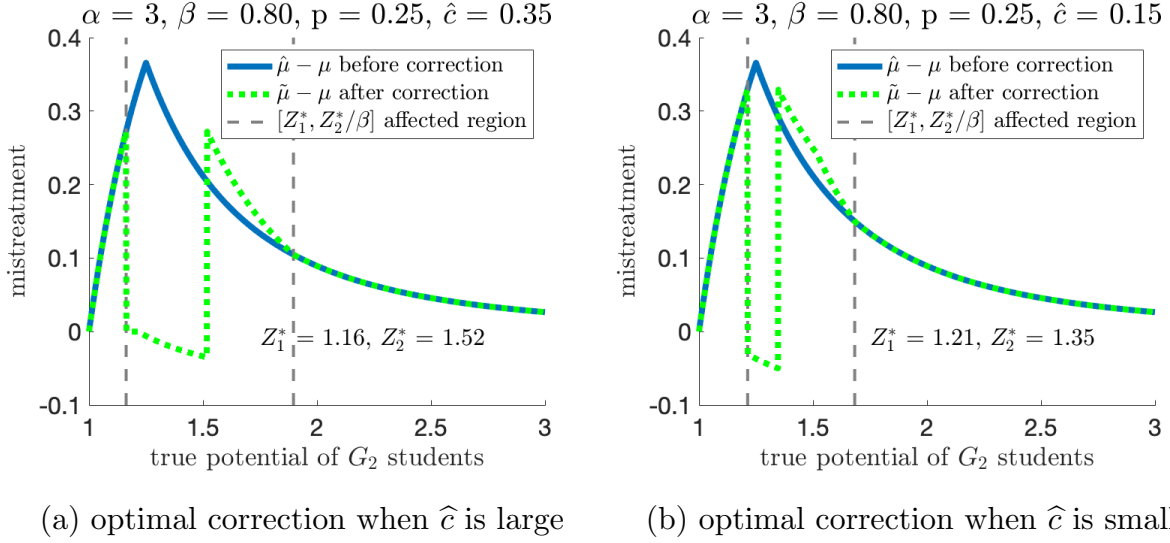 α = 3, β = 0.80, p = 0.25, ĉ = 0.35
0.4
0.3
0.2
0.1
0
-0.1
mistreatment
μ̂ − μ before correction
μ̃ − μ after correction
[Z₁*, Z₂*/β] affected region
Z₁* = 1.16, Z₂* = 1.52
1
1.5
2
2.5
3
true potential of G₂ students
(a) optimal correction when ĉ is large
α = 3, β = 0.80, p = 0.25, ĉ = 0.15
0.4
0.3
0.2
0.1
0
-0.1
mistreatment
μ̂ − μ before correction
μ̃ − μ after correction
[Z₁*, Z₂*/β] affected region
Z₁* = 1.21, Z₂* = 1.35
1
1.5
2
2.5
3
true potential of G₂ students
(b) optimal correction when ĉ is small